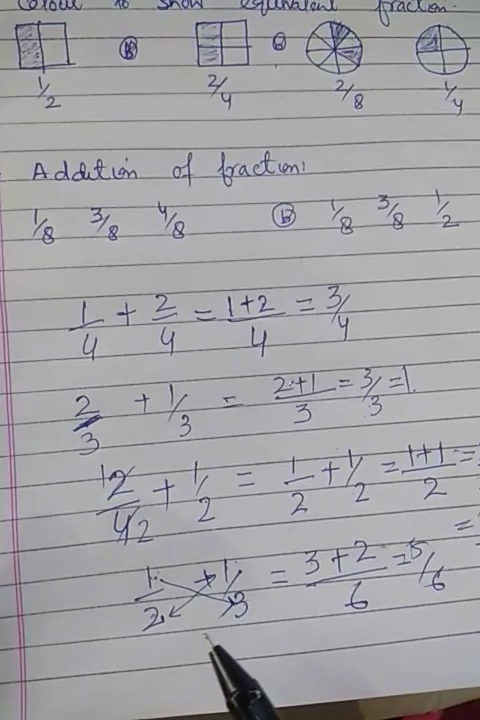 Colour to show equivalent fraction.
1/2 2/4 2/8 1/4
Addition of fraction:
1/8 3/8 4/8 B 1/8 3/8 1/2
1/4 + 2/4 = 1+2/4 = 3/4
2/3 + 1/3 = 2+1/3 = 3/3 = 1.
12/42 + 1/2 = 1/2 + 1/2 = 1+1/2 =
1/2 + 1/3 = 3+2/6 = 5/6